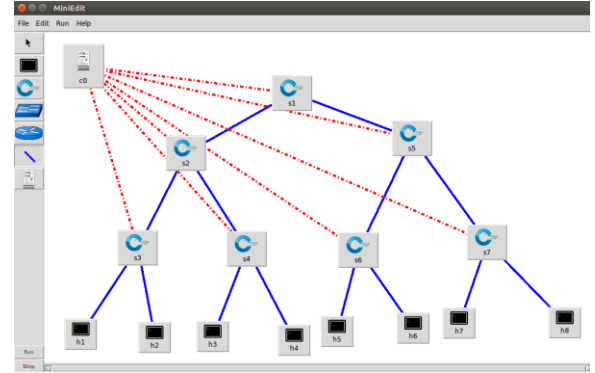 MiniEdit
File Edit Run Help
c0
s1
s5
s2
s3
s4
s6
s7
h1
h2
h3
h4
h5
h6
h7
h8
Run
Stop